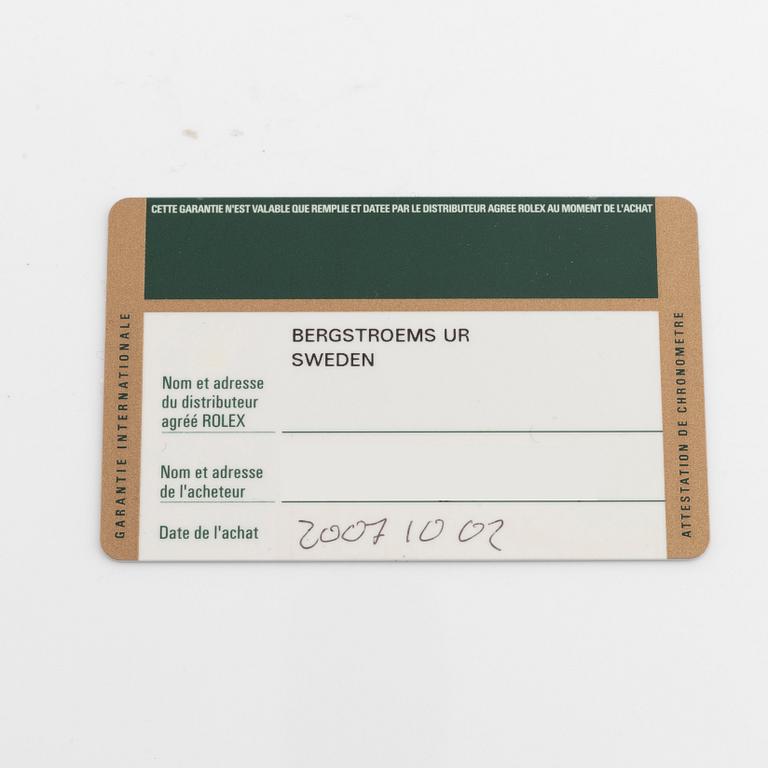 CETTE GARANTIE N'EST VALABLE QUE REMPLIE ET DATEE PAR LE DISTRIBUTEUR AGREE ROLEX AU MOMENT DE L'ACHAT
GARANTIE INTERNATIONALE
BERGSTROEMS UR
SWEDEN
Nom et adresse
du distributeur
agréé ROLEX
Nom et adresse
de l'acheteur
Date de l'achat 2007 10 02
ATTESTATION DE CHRONOMETRE